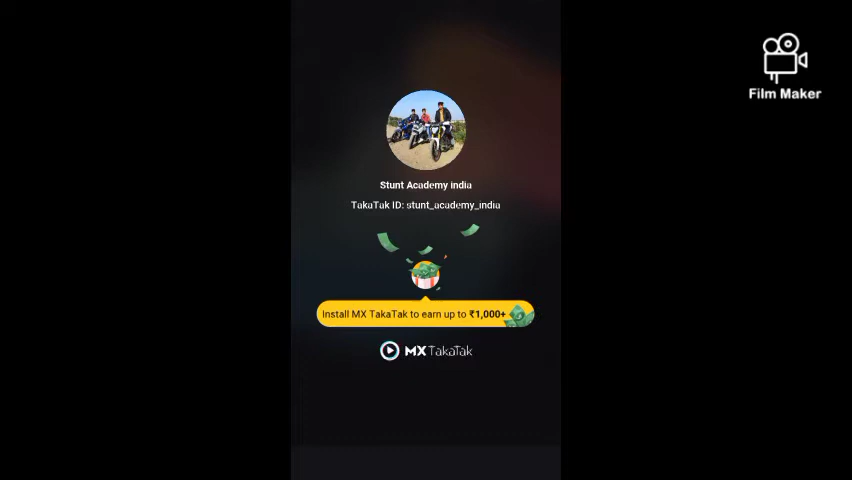 Film Maker
Stunt Academy india
TakaTak ID: stunt_academy_india
Install MX TakaTak to earn up to ₹1,000+
MX TakaTak